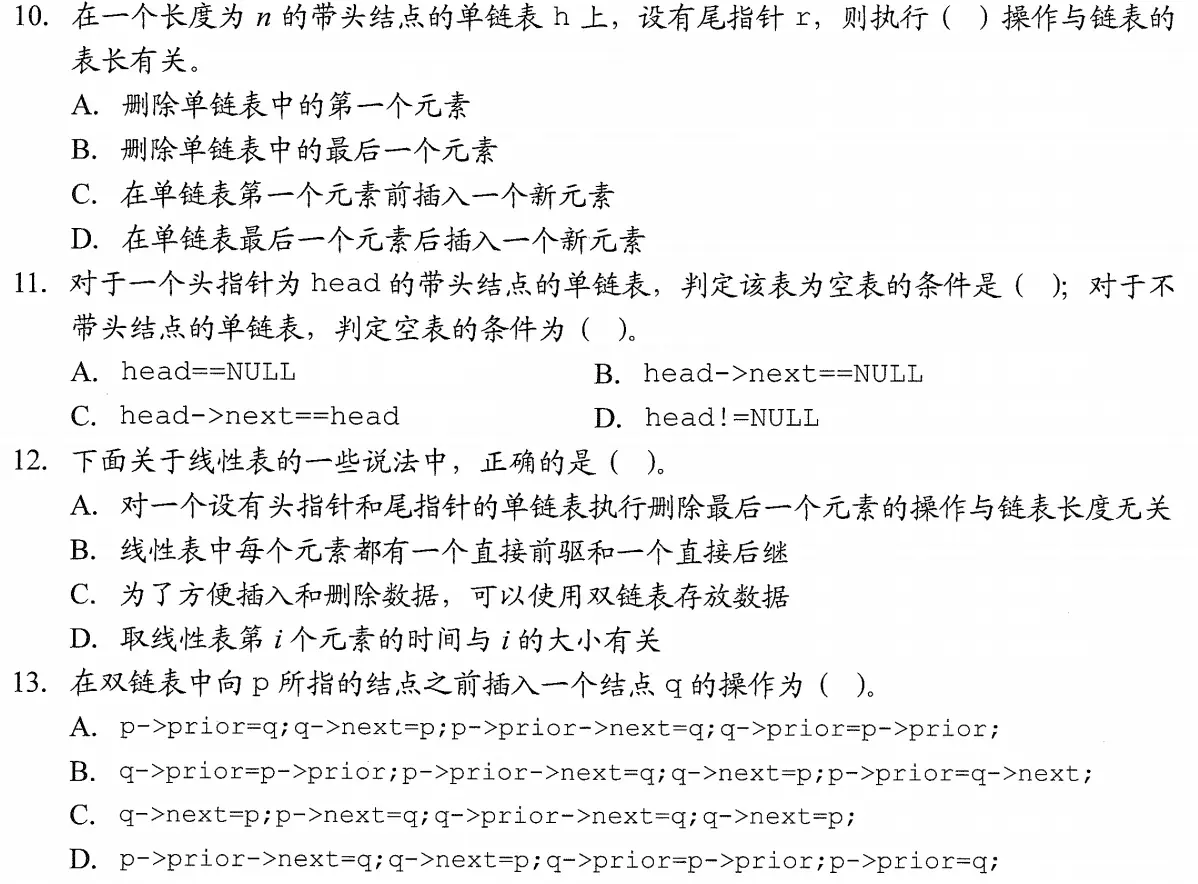 10. 在一个长度为 n 的带头结点的单链表 h 上，设有尾指针 r，则执行（ ）操作与链表的
表长有关。
A. 删除单链表中的第一个元素
B. 删除单链表中的最后一个元素
C. 在单链表第一个元素前插入一个新元素
D. 在单链表最后一个元素后插入一个新元素
11. 对于一个头指针为 head 的带头结点的单链表，判定该表为空表的条件是（ ）；对于不
带头结点的单链表，判定空表的条件为（ ）。
A. head==NULL B. head->next==NULL
C. head->next==head D. head!=NULL
12. 下面关于线性表的一些说法中，正确的是（ ）。
A. 对一个设有头指针和尾指针的单链表执行删除最后一个元素的操作与链表长度无关
B. 线性表中每个元素都有一个直接前驱和一个直接后继
C. 为了方便插入和删除数据，可以使用双链表存放数据
D. 取线性表第 i 个元素的时间与 i 的大小有关
13. 在双链表中向 p 所指的结点之前插入一个结点 q 的操作为（ ）。
A. p->prior=q;q->next=p;p->prior->next=q;q->prior=p->prior;
B. q->prior=p->prior;p->prior->next=q;q->next=p;p->prior=q->next;
C. q->next=p;p->next=q;q->prior->next=q;q->next=p;
D. p->prior->next=q;q->next=p;q->prior=p->prior;p->prior=q;